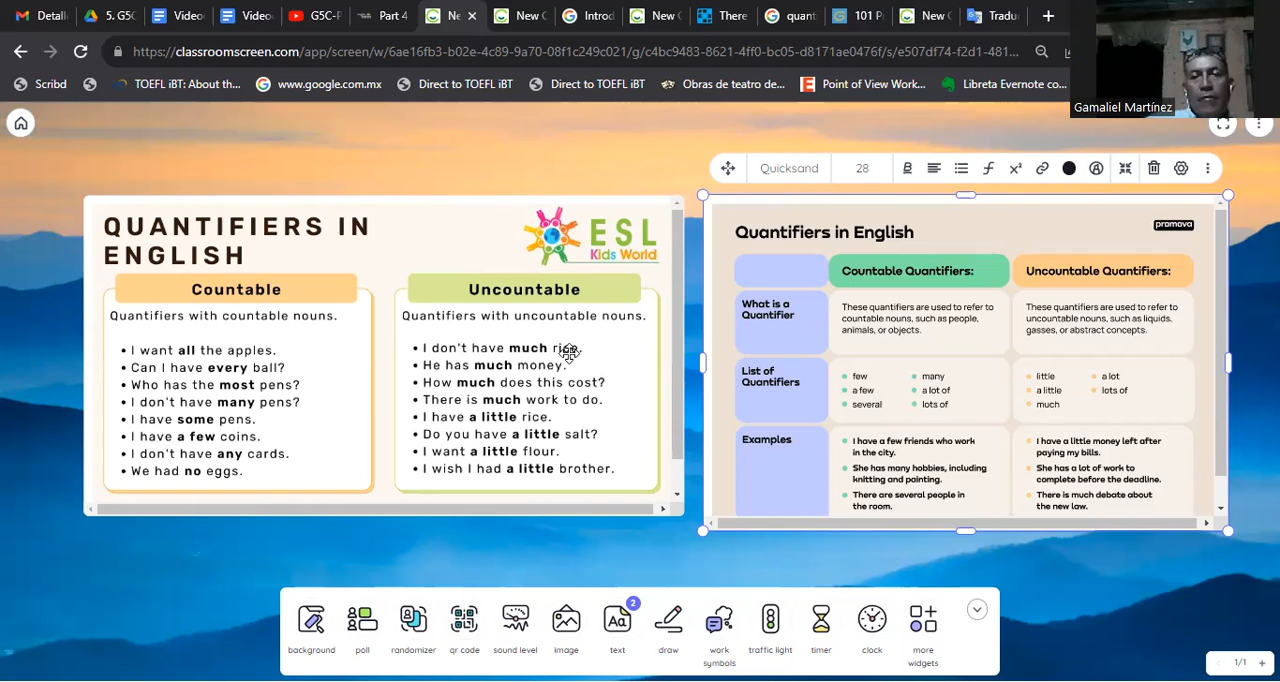 Detalli
5. G5C
Video
Video
G5C-P
Part 4
Ne
New C
Introd
New C
There
quant
101 P
New C
Tradu
https://classroomscreen.com/app/screen/w/6ae16fb3-b02e-4c89-9a70-08f1c249c021/g/c4bc9483-8621-4ff0-bc05-d8171ae0476f/s/e507df74-f2d1-481...
Scribd
TOEFL iBT: About th...
www.google.com.mx
Direct to TOEFL iBT
Direct to TOEFL iBT
Obras de teatro de...
Point of View Work...
Libreta Evernote co...
Gamaliel Martínez
Quicksand
28
QUANTIFIERS IN
ENGLISH
ESL
Kids World
Countable
Quantifiers with countable nouns.
• I want all the apples.
• Can I have every ball?
• Who has the most pens?
• I don't have many pens?
• I have some pens.
• I have a few coins.
• I don't have any cards.
• We had no eggs.
Uncountable
Quantifiers with uncountable nouns.
• I don't have much rice.
• He has much money.
• How much does this cost?
• There is much work to do.
• I have a little rice.
• Do you have a little salt?
• I want a little flour.
• I wish I had a little brother.
Quantifiers in English
promova
Countable Quantifiers:
Uncountable Quantifiers:
What is a
Quantifier
These quantifiers are used to refer to
countable nouns, such as people,
animals, or objects.
These quantifiers are used to refer to
uncountable nouns, such as liquids,
gasses, or abstract concepts.
List of
Quantifiers
few
a few
several
many
a lot of
lots of
little
a little
much
a lot
lots of
Examples
I have a few friends who work
in the city.
She has many hobbies, including
knitting and painting.
There are several people in
the room.
I have a little money left after
paying my bills.
She has a lot of work to
complete before the deadline.
There is much debate about
the new law.
background
poll
randomizer
qr code
sound level
image
2
text
draw
work
symbols
traffic light
timer
clock
more
widgets
1/1